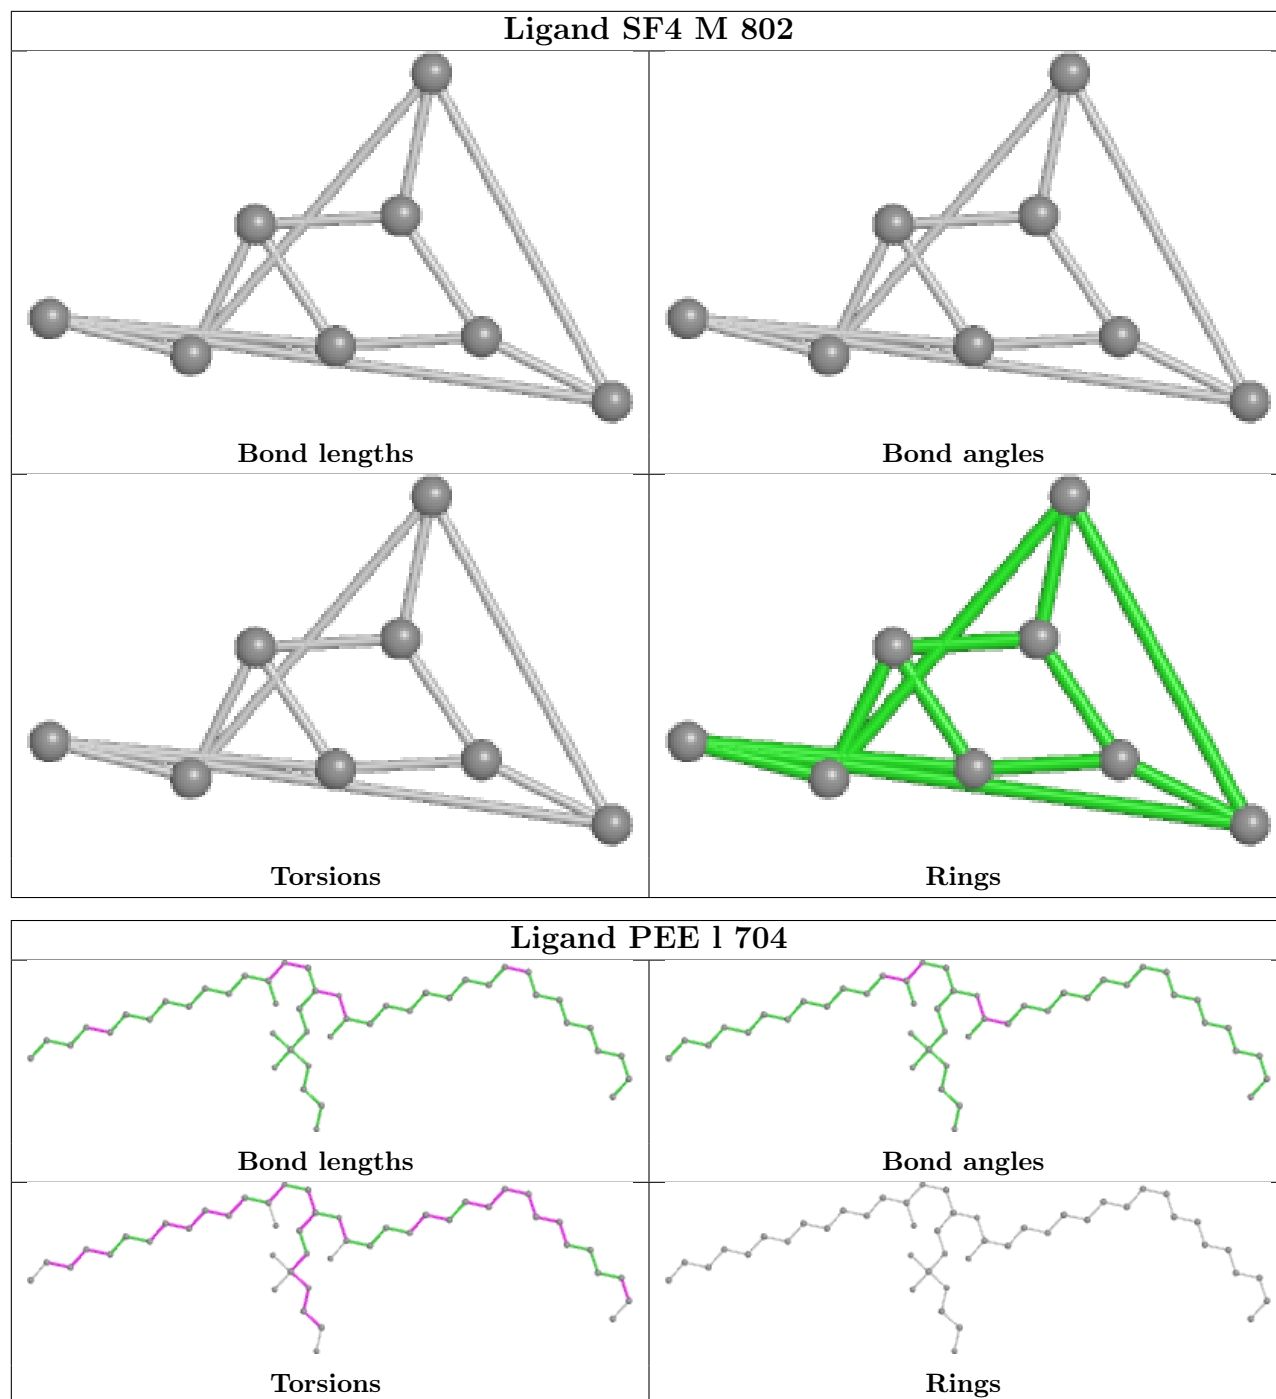 Ligand SF4 M 802
Bond lengths
Bond angles
Torsions
Rings
Ligand PEE l 704
Bond lengths
Bond angles
Torsions
Rings